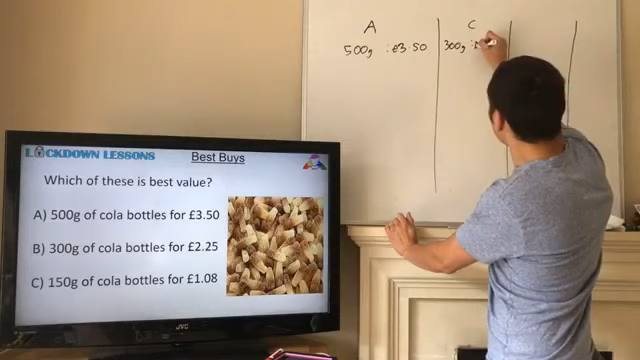 A
C
500g : £3.50
300g :
LOCKDOWN LESSONS
Best Buys
Which of these is best value?
A) 500g of cola bottles for £3.50
B) 300g of cola bottles for £2.25
C) 150g of cola bottles for £1.08
JVC